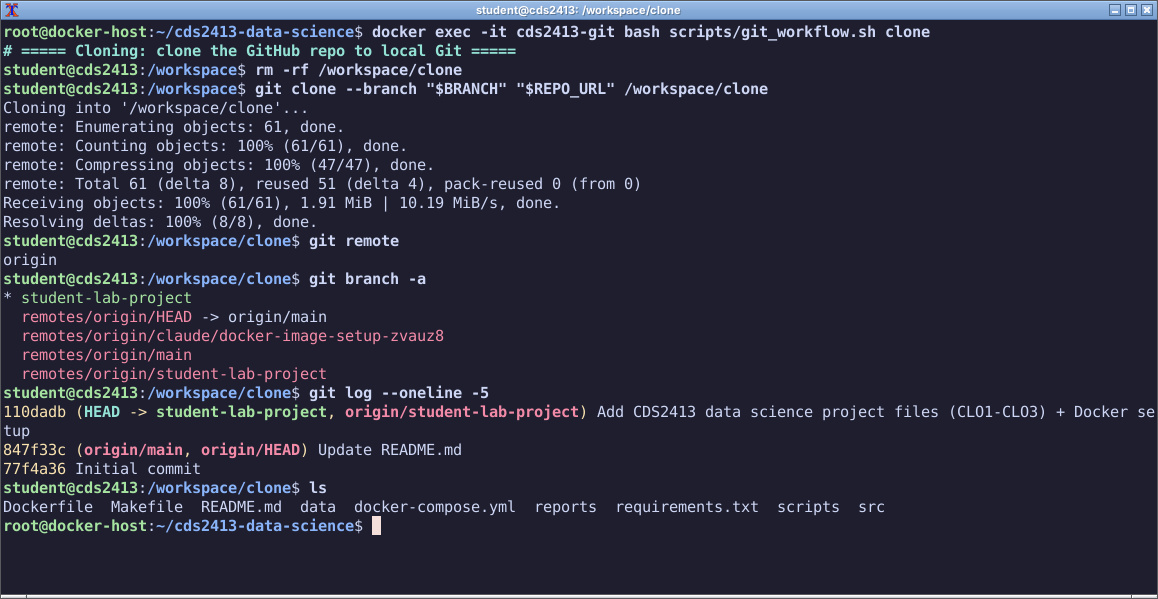 student@cds2413: /workspace/clone
root@docker-host:~/cds2413-data-science$ docker exec -it cds2413-git bash scripts/git_workflow.sh clone
# ===== Cloning: clone the GitHub repo to local Git =====
student@cds2413:/workspace$ rm -rf /workspace/clone
student@cds2413:/workspace$ git clone --branch "$BRANCH" "$REPO_URL" /workspace/clone
Cloning into '/workspace/clone'...
remote: Enumerating objects: 61, done.
remote: Counting objects: 100% (61/61), done.
remote: Compressing objects: 100% (47/47), done.
remote: Total 61 (delta 8), reused 51 (delta 4), pack-reused 0 (from 0)
Receiving objects: 100% (61/61), 1.91 MiB | 10.19 MiB/s, done.
Resolving deltas: 100% (8/8), done.
student@cds2413:/workspace/clone$ git remote
origin
student@cds2413:/workspace/clone$ git branch -a
* student-lab-project
  remotes/origin/HEAD -> origin/main
  remotes/origin/claude/docker-image-setup-zvauz8
  remotes/origin/main
  remotes/origin/student-lab-project
student@cds2413:/workspace/clone$ git log --oneline -5
110dadb (HEAD -> student-lab-project, origin/student-lab-project) Add CDS2413 data science project files (CLO1-CLO3) + Docker se
tup
847f33c (origin/main, origin/HEAD) Update README.md
77f4a36 Initial commit
student@cds2413:/workspace/clone$ ls
Dockerfile  Makefile  README.md  data  docker-compose.yml  reports  requirements.txt  scripts  src
root@docker-host:~/cds2413-data-science$